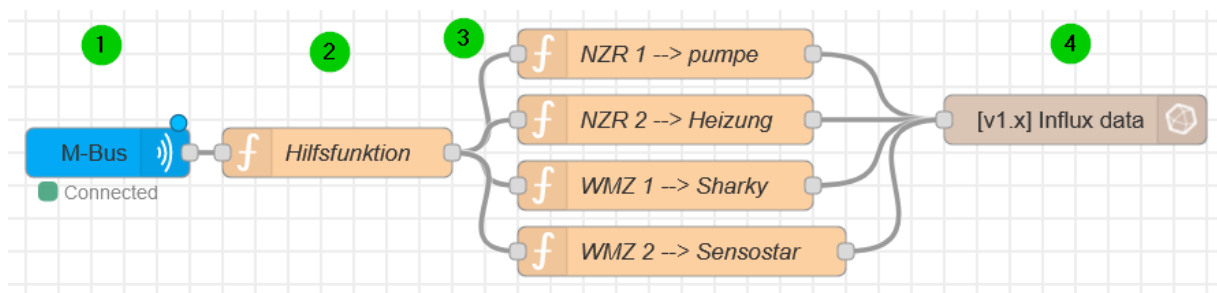 1
2
3
4
M-Bus
Connected
Hilfsfunktion
NZR 1 --> pumpe
NZR 2 --> Heizung
WMZ 1 --> Sharky
WMZ 2 --> Sensostar
[v1.x] Influx data